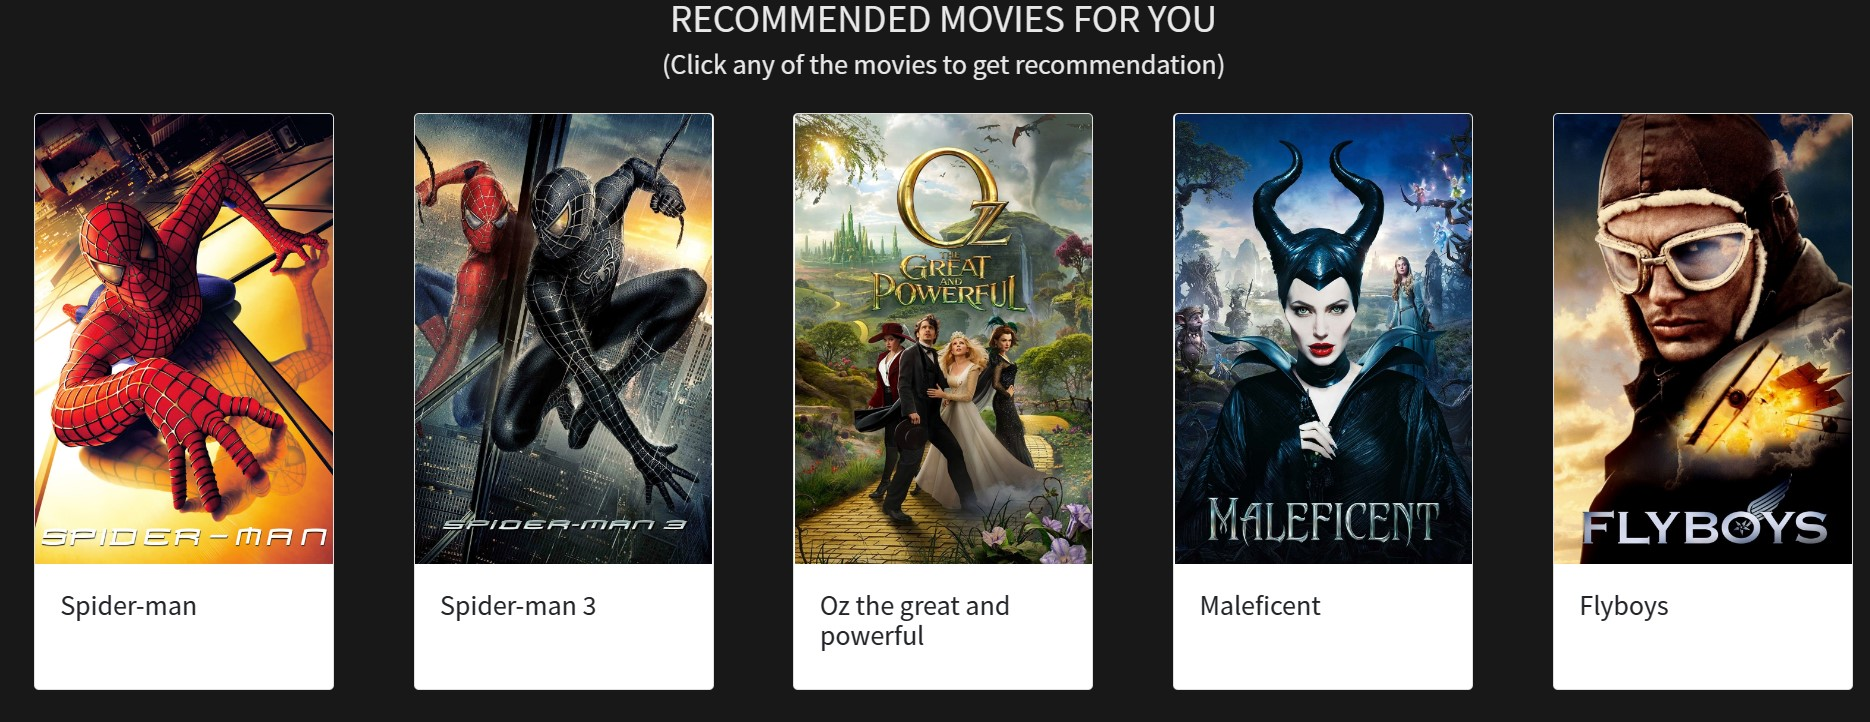 RECOMMENDED MOVIES FOR YOU
(Click any of the movies to get recommendation)
SPIDER-MAN
SPIDER-MAN 3
OZ
THE
GREAT
AND
POWERFUL
MALEFICENT
FLYBOYS
Spider-man
Spider-man 3
Oz the great and
powerful
Maleficent
Flyboys